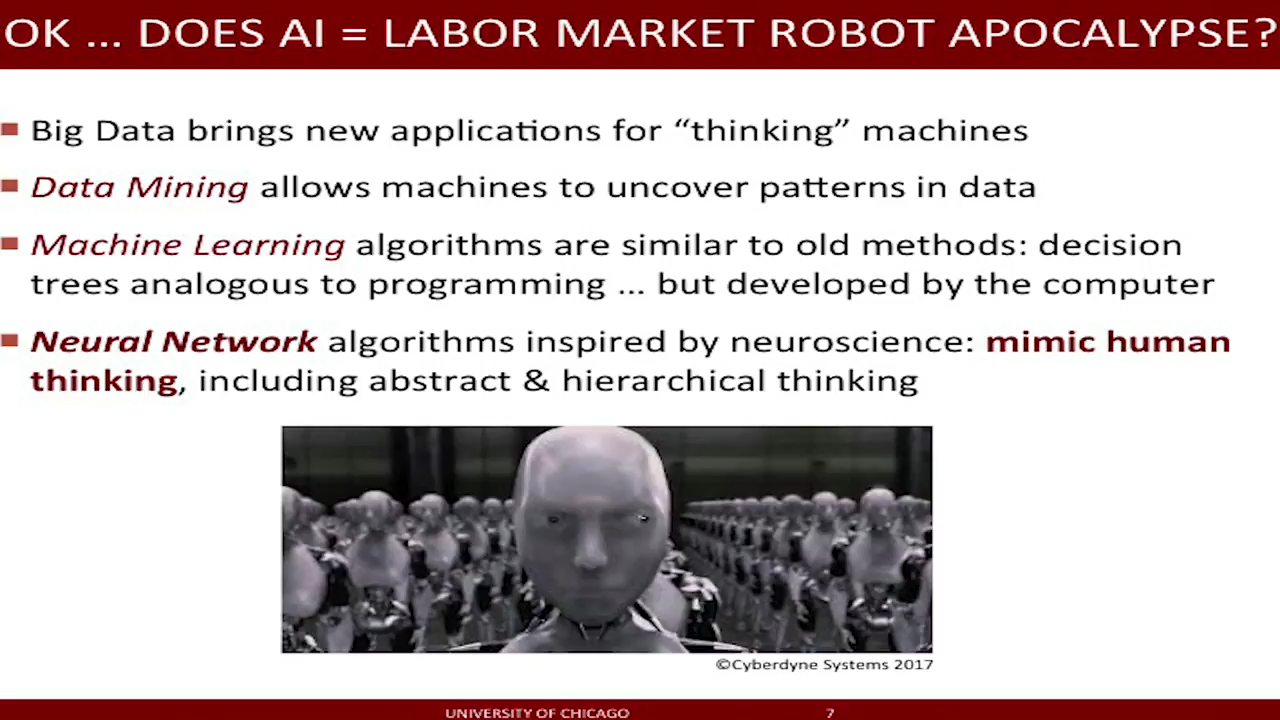 OK ... DOES AI = LABOR MARKET ROBOT APOCALYPSE?
Big Data brings new applications for “thinking” machines
Data Mining allows machines to uncover patterns in data
Machine Learning algorithms are similar to old methods: decision
trees analogous to programming ... but developed by the computer
Neural Network algorithms inspired by neuroscience: mimic human
thinking, including abstract & hierarchical thinking
©Cyberdyne Systems 2017
UNIVERSITY OF CHICAGO 7